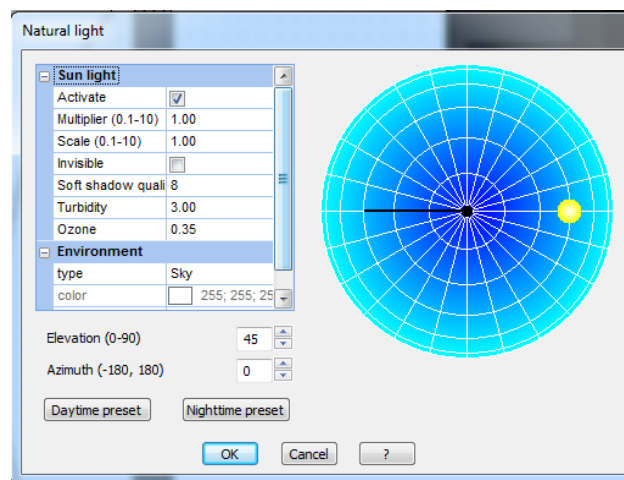 Natural light
Sun light
Activate
Multiplier (0.1-10) 1.00
Scale (0.1-10) 1.00
Invisible
Soft shadow quali 8
Turbidity 3.00
Ozone 0.35
Environment
type Sky
color 255; 255; 25
Elevation (0-90) 45
Azimuth (-180, 180) 0
Daytime preset Nighttime preset
OK Cancel ?